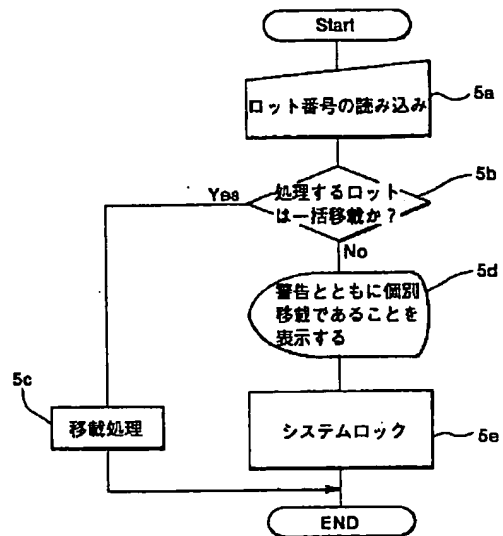 Start
ロット番号の読み込み
5a
処理するロット
は一括移載か？
5b
Yes
No
警告とともに個別
移載であることを
表示する
5d
5c
移載処理
システムロック
5e
END